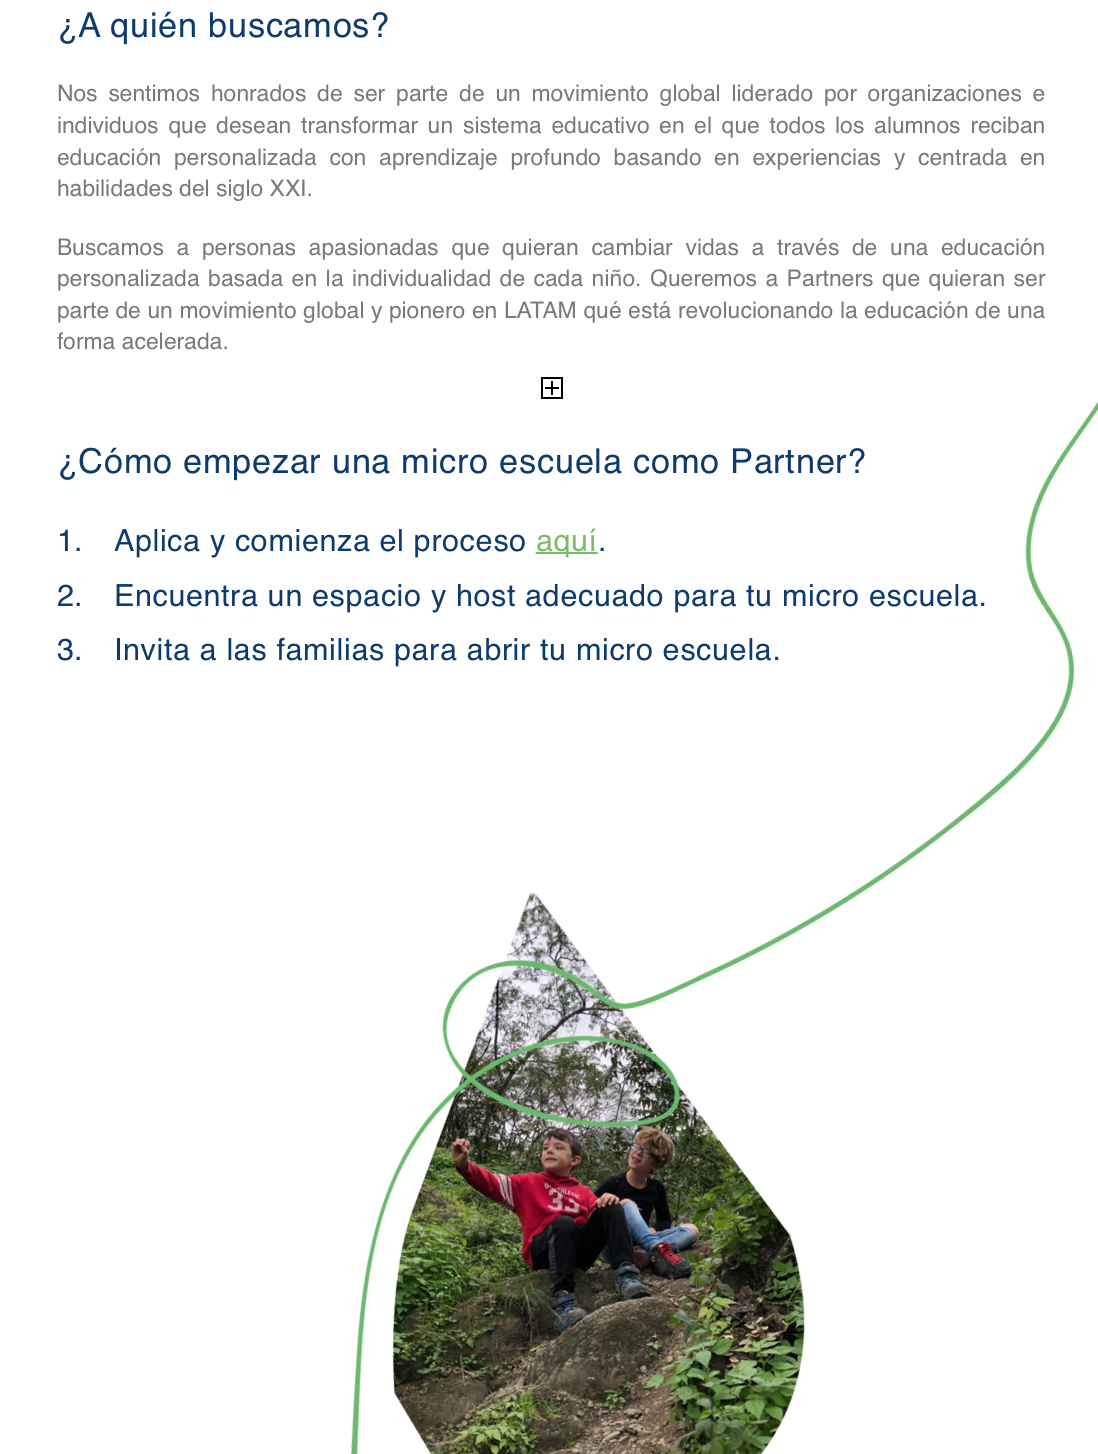 ¿A quién buscamos?
Nos sentimos honrados de ser parte de un movimiento global liderado por organizaciones e
individuos que desean transformar un sistema educativo en el que todos los alumnos reciban
educación personalizada con aprendizaje profundo basando en experiencias y centrada en
habilidades del siglo XXI.
Buscamos a personas apasionadas que quieran cambiar vidas a través de una educación
personalizada basada en la individualidad de cada niño. Queremos a Partners que quieran ser
parte de un movimiento global y pionero en LATAM qué está revolucionando la educación de una
forma acelerada.
¿Cómo empezar una micro escuela como Partner?
1. Aplica y comienza el proceso aquí.
2. Encuentra un espacio y host adecuado para tu micro escuela.
3. Invita a las familias para abrir tu micro escuela.
33